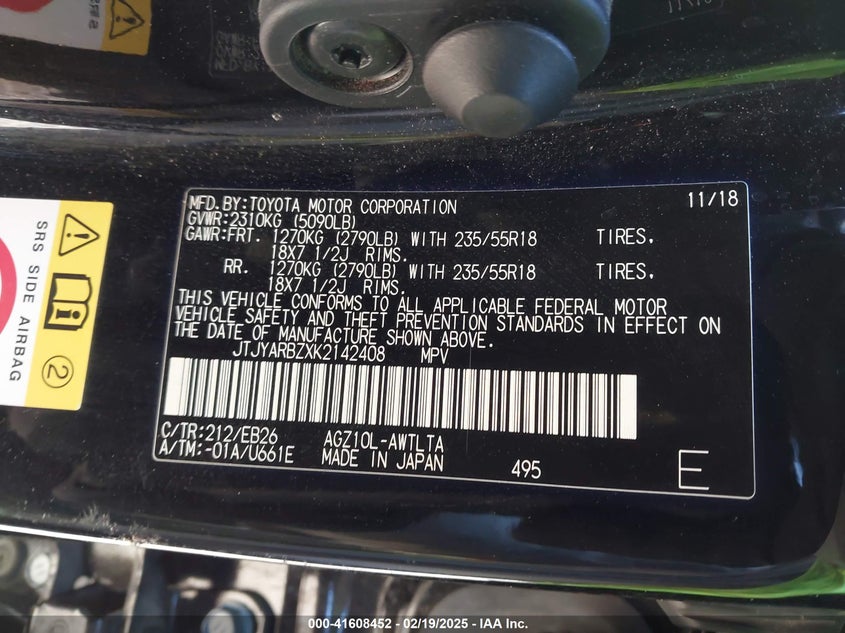 MFD.BY:TOYOTA MOTOR CORPORATION 11/18
GVWR:2310KG (5090LB)
GAWR:FRT. 1270KG (2790LB) WITH 235/55R18 TIRES,
18X7 1/2J RIMS.
RR. 1270KG (2790LB) WITH 235/55R18 TIRES,
18X7 1/2J RIMS.
THIS VEHICLE CONFORMS TO ALL APPLICABLE FEDERAL MOTOR
VEHICLE SAFETY AND THEFT PREVENTION STANDARDS IN EFFECT ON
THE DATE OF MANUFACTURE SHOWN ABOVE.
JTJYARBZXK2142408 MPV
C/TR:212/EB26 AGZ10L-AWTLTA
A/TM:-01A/U661E MADE IN JAPAN 495 E
SRS SIDE AIRBAG
2
000-41608452 - 02/19/2025 - IAA Inc.